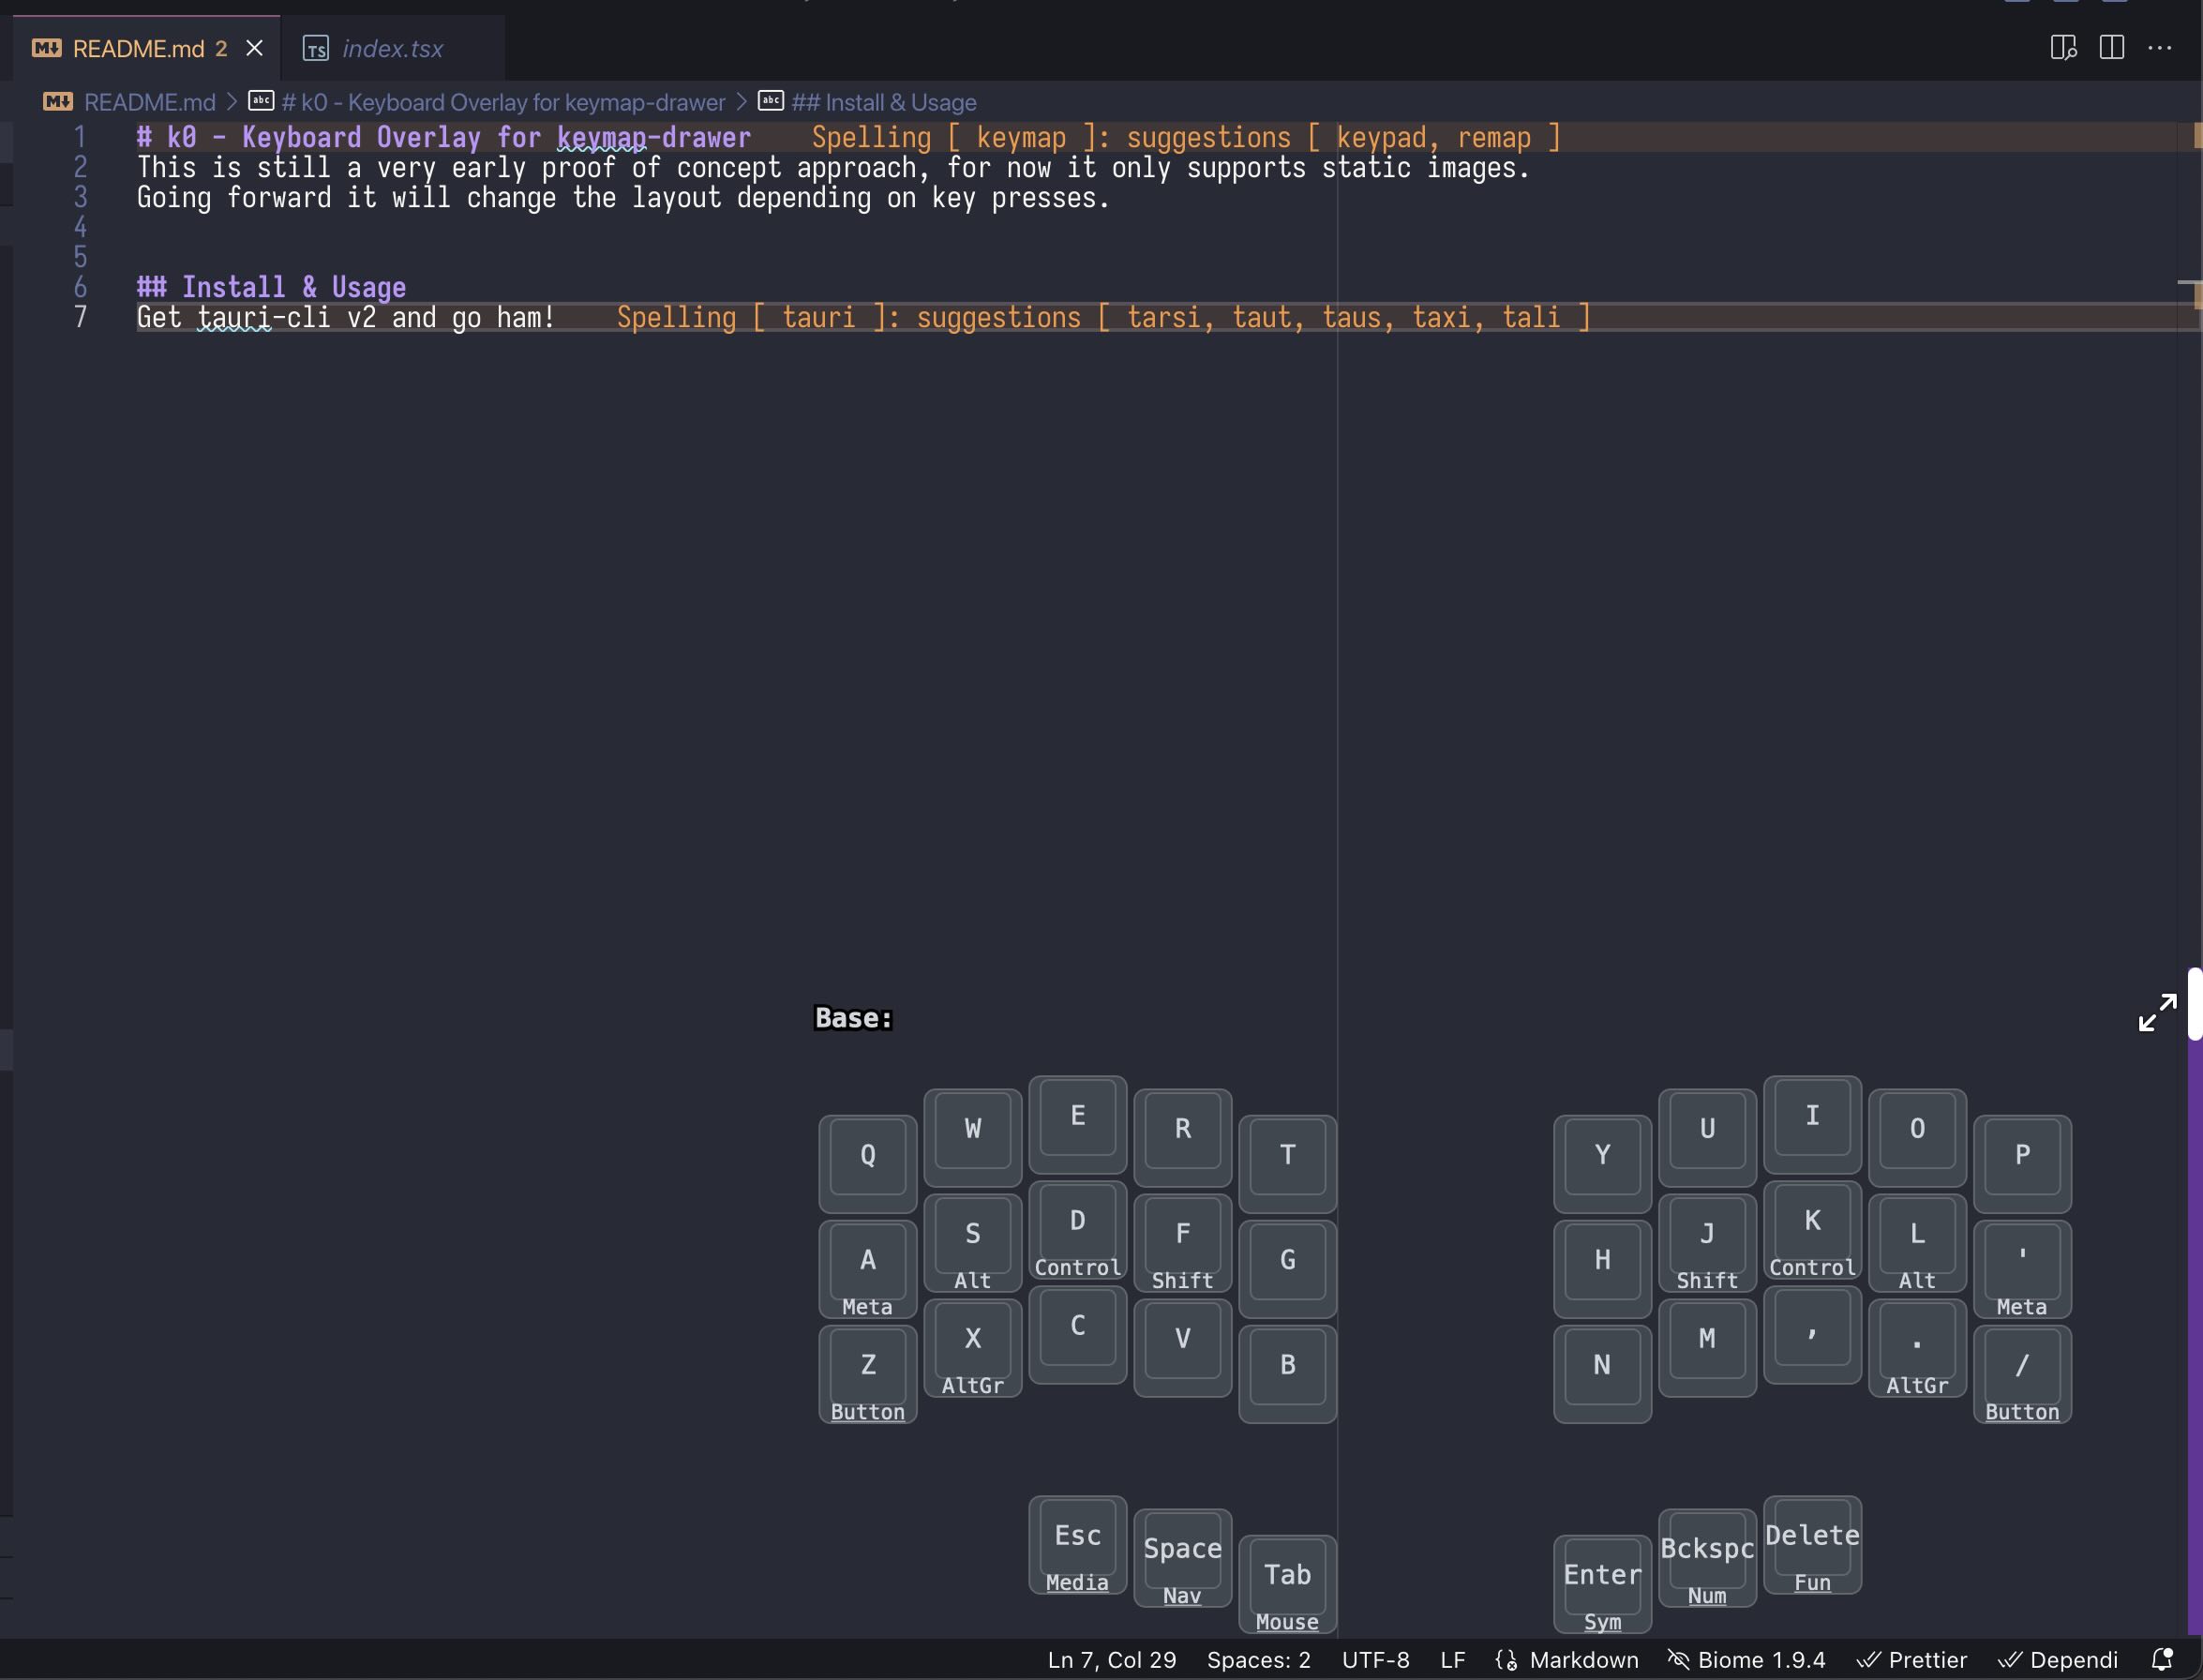 README.md 2
TS index.tsx
README.md > abc # k0 - Keyboard Overlay for keymap-drawer > abc ## Install & Usage
1 # k0 - Keyboard Overlay for keymap-drawer Spelling [ keymap ]: suggestions [ keypad, remap ]
2 This is still a very early proof of concept approach, for now it only supports static images.
3 Going forward it will change the layout depending on key presses.
4
5
6 ## Install & Usage
7 Get tauri-cli v2 and go ham! Spelling [ tauri ]: suggestions [ tarsi, taut, taus, taxi, tali ]
Base:
Q W E R T Y U I O P
A S D F G H J K L '
Meta Alt Control Shift Shift Control Alt Meta
Z X C V B N M , . /
Button AltGr AltGr Button
Esc Space Tab Enter Bckspc Delete
Media Nav Mouse Sym Num Fun
Ln 7, Col 29 Spaces: 2 UTF-8 LF Markdown Biome 1.9.4 Prettier Dependi